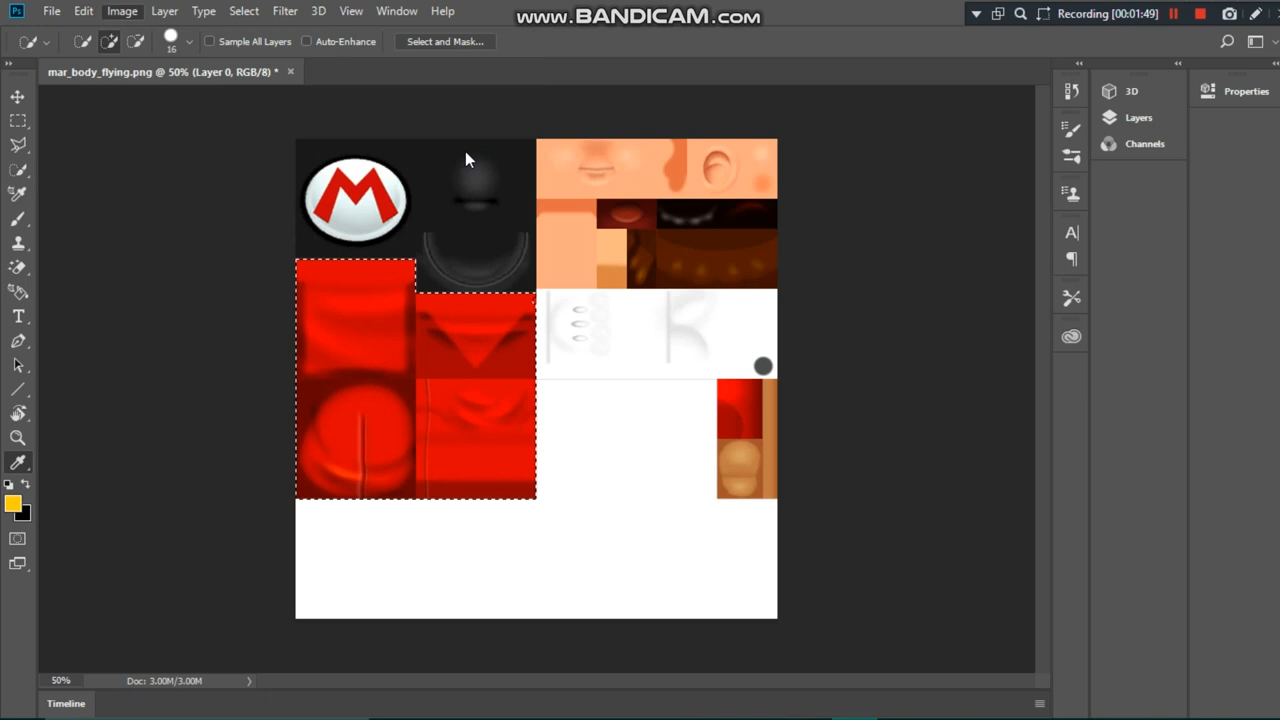 Ps File Edit Image Layer Type Select Filter 3D View Window Help
www.BANDICAM.com
Recording [00:01:49]
16 Sample All Layers Auto-Enhance Select and Mask...
mar_body_flying.png @ 50% (Layer 0, RGB/8) * ×
3D
Properties
Layers
Channels
M
T
A
50% Doc: 3.00M/3.00M
Timeline